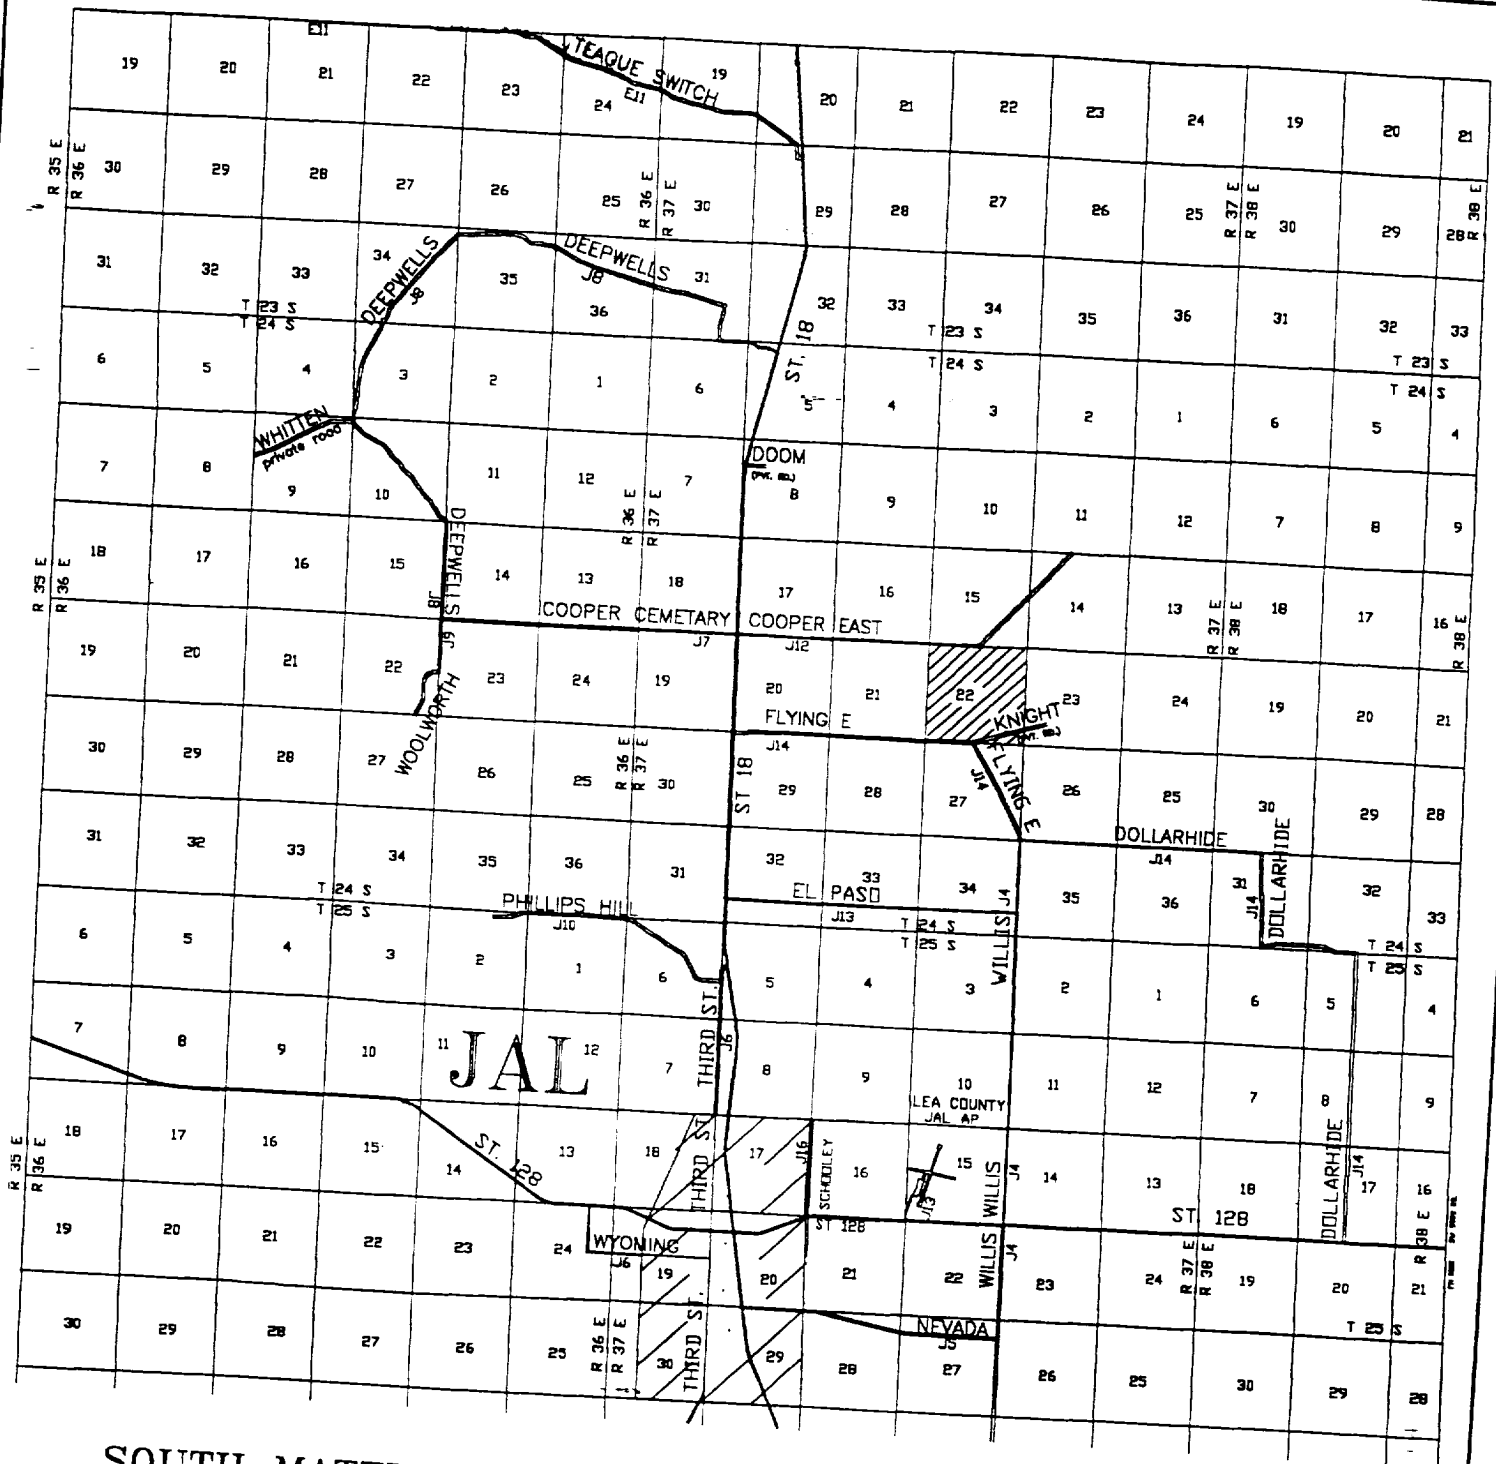 E11
TEAQUE SWITCH
19 20 21 22 23 24 E11 19 20 21 22 23 24 19 20 21
R 35 E
R 36 E
30 29 28 27 26 25
R 36 E
R 37 E
30 29 28 27 26 25
R 37 E
R 38 E
30 29 28
R 38 E
DEEPWELLS
J8
DEEPWELLS
J8
31 32 33 34 35 36 31 32 33 34 35 36 31 32 33
T 23 S
T 24 S
ST. 18
T 23 S
T 24 S
T 23 S
T 24 S
6 5 4 3 2 1 6 5 4 3 2 1 6 5 4
WHITTEN
private road
DOOM
7 8 9 10 11 12 7 8 9 10 11 12 7 8 9
R 36 E
R 37 E
DEEPWELLS
J8
R 35 E
R 36 E
18 17 16 15 14 13 18 17 16 15 14 13 18 17 16
R 37 E
R 38 E
R 38 E
COOPER CEMETARY COOPER EAST
J9
J7 J12
19 20 21 22 23 24 19 20 21 22 23 24 19 20 21
WOOLWORTH
FLYING E
J14
KNIGHT
R 36 E
R 37 E
ST 18
FLYING E
J14
30 29 28 27 26 25 30 29 28 27 26 25 30 29 28
DOLLARHIDE
J14
31 32 33 34 35 36 31 32 33 34 35 36 31 32 33
DOLLARHIDE
J14
EL PASO
J13
WILLIS J4
T 24 S
T 25 S
PHILLIPS HILL
J10
T 24 S
T 25 S
T 24 S
T 25 S
6 5 4 3 2 1 6 5 4 3 2 1 6 5 4
THIRD ST.
J6
JAL
7 8 9 10 11 12 7 8 9 10 11 12 7 8 9
LEA COUNTY
JAL AP
R 35 E
R 36 E
18 17 16 15 14 13 18 17 16 15 14 13 18 17 16
ST. 128
THIRD ST
J16
SCHOOLEY
J13
WILLIS
J4
DOLLARHIDE
J14
ST 128
ST 128
R 38 E
WYOMING
J6
WILLIS
J4
19 20 21 22 23 24 19 20 21 22 23 24 19 20 21
R 37 E
R 38 E
THIRD ST.
NEVADA
J5
T 25 S
R 36 E
R 37 E
30 29 28 27 26 25 30 29 28 27 26 25 30 29 28